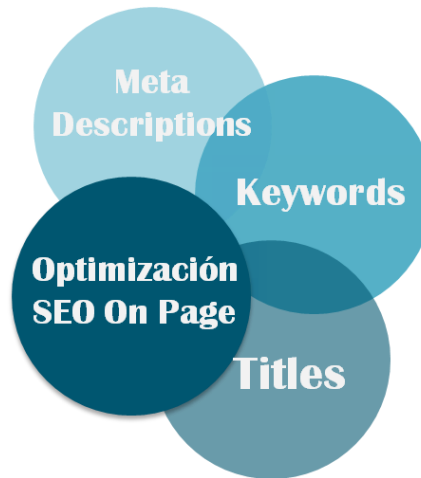 Meta
Descriptions
Keywords
Optimización
SEO On Page
Titles